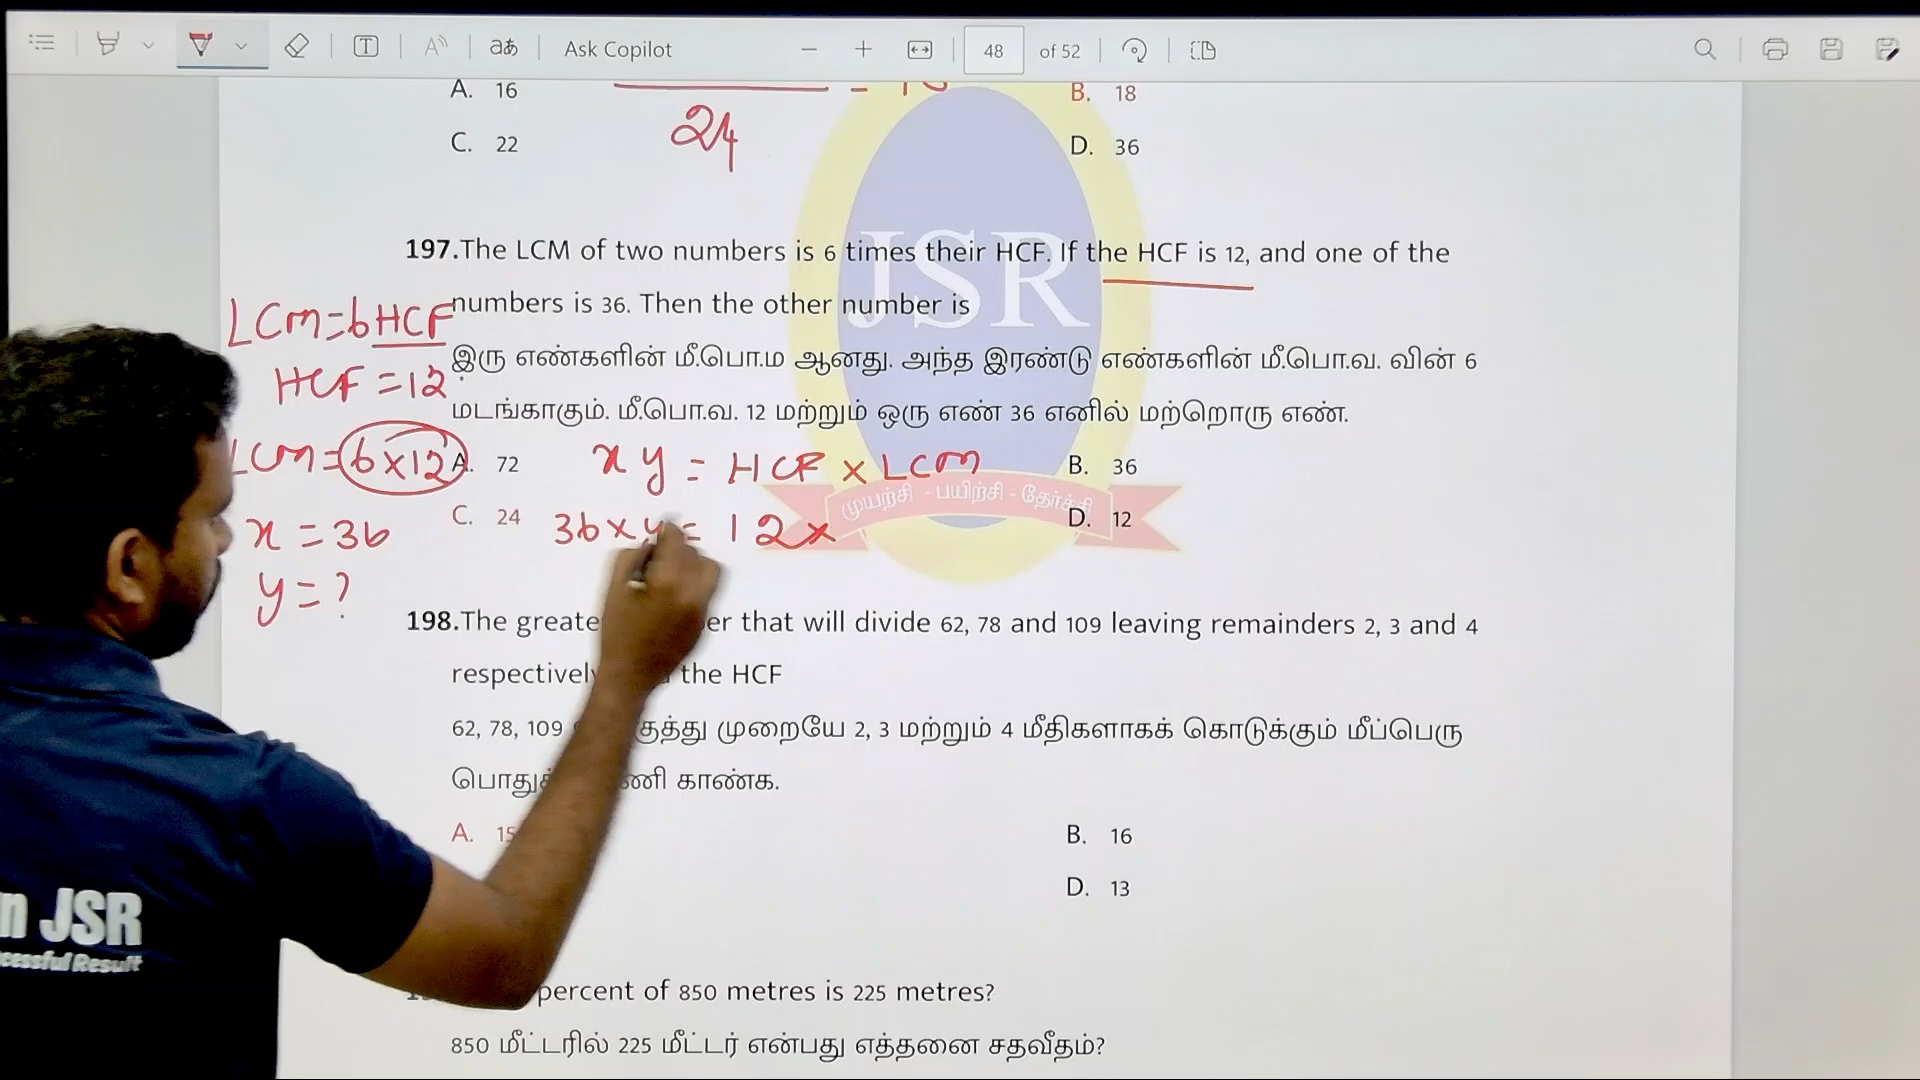 Ask Copilot
48 of 52
A. 16
B. 18
C. 22
D. 36
24
197.The LCM of two numbers is 6 times their HCF. If the HCF is 12, and one of the
numbers is 36. Then the other number is
இரு எண்களின் மீ.பொ.ம ஆனது. அந்த இரண்டு எண்களின் மீ.பொ.வ. வின் 6
மடங்காகும். மீ.பொ.வ. 12 மற்றும் ஒரு எண் 36 எனில் மற்றொரு எண்.
A. 72
B. 36
C. 24
D. 12
LCM=6HCF
HCF =12
LCM=6x12
x = 36
y = ?
x y = HCF x LCM
36 x y = 12 x
JSR
முயற்சி - பயிற்சி - தேர்ச்சி
198.The that will divide 62, 78 and 109 leaving remainders 2, 3 and 4
the HCF
62, 78, 109 முறையே 2, 3 மற்றும் 4 மீதிகளாகக் கொடுக்கும் மீப்பெரு
காண்க.
A. 15
B. 16
D. 13
percent of 850 metres is 225 metres?
850 மீட்டரில் 225 மீட்டர் என்பது எத்தனை சதவீதம்?
JSR
Result